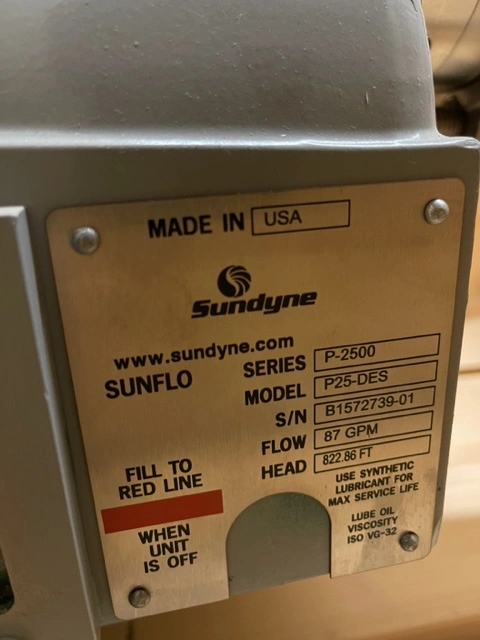 MADE IN USA
Sundyne
www.sundyne.com
SUNFLO
SERIES P-2500
MODEL P25-DES
S/N B1572739-01
FLOW 87 GPM
HEAD 822.86 FT
FILL TO
RED LINE
WHEN
UNIT
IS OFF
USE SYNTHETIC
LUBRICANT FOR
MAX SERVICE LIFE
LUBE OIL
VISCOSITY
ISO VG-32